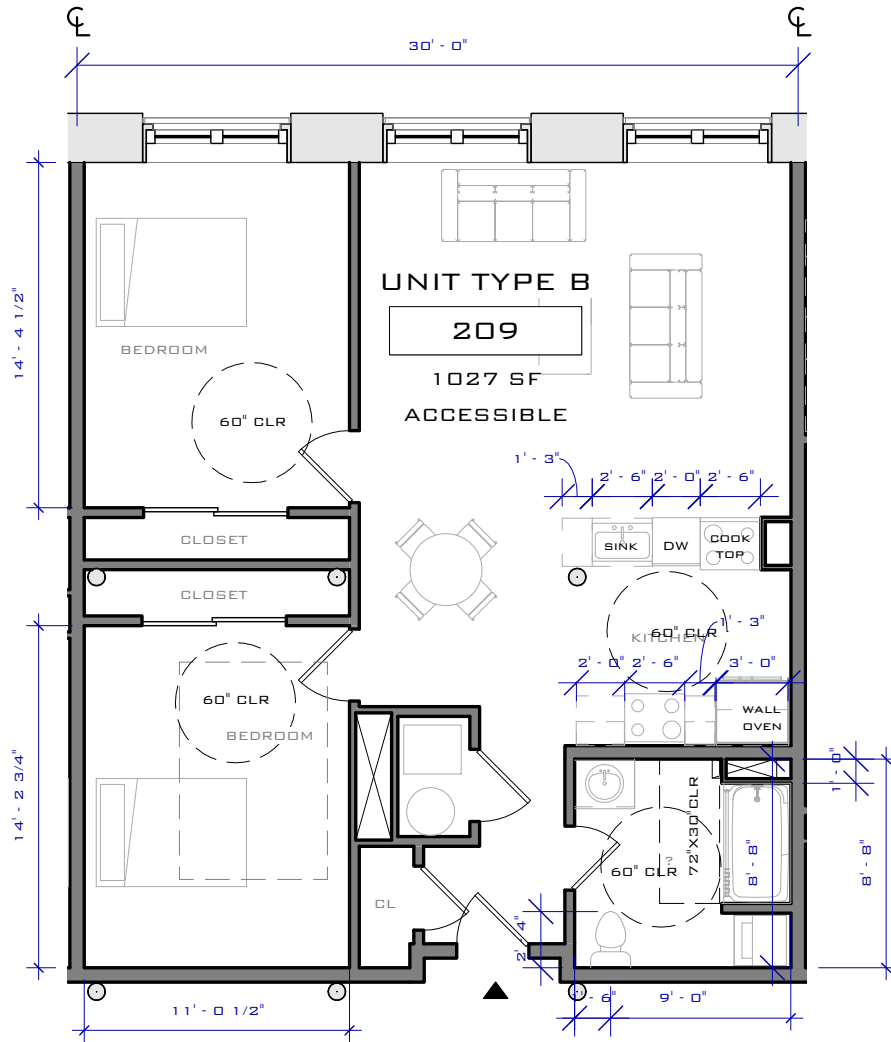 ℄ ℄
30' - 0"
14' - 4 1/2"
UNIT TYPE B
209
1027 SF
ACCESSIBLE
BEDROOM
60" CLR
1' - 3"
2' - 6" 2' - 0" 2' - 6"
CLOSET
SINK DW COOK
TOP
CLOSET
1' - 3"
KITCHEN 60" CLR
2' - 0" 2' - 6" 3' - 0"
60" CLR
BEDROOM
WALL
OVEN
14' - 2 3/4"
1' - 0"
72"X30" CLR
8' - 8"
8' - 8"
60" CLR ?
CL
2' - 4"
11' - 0 1/2"
9' - 0"